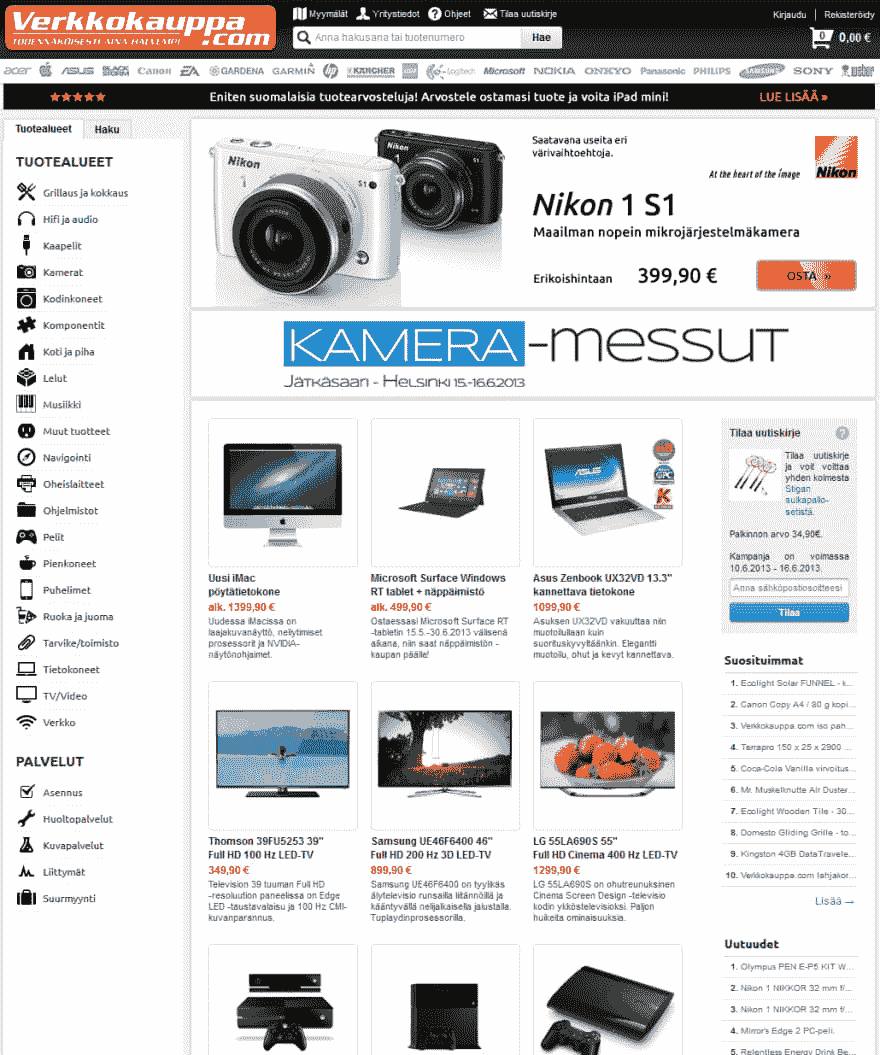 Verkkokauppa.com
TODENNÄKÖISESTI AINA HALVEMPI
Myymälät Yritystiedot Ohjeet Tilaa uutiskirje
Kirjaudu Rekisteröidy
Anna hakusana tai tuotenumero Hae
0 0,00 €
acer ASUS Canon EA GARDENA GARMIN hp KÄRCHER Logitech Microsoft NOKIA ONKYO Panasonic PHILIPS SAMSUNG SONY weber
Eniten suomalaisia tuotearvosteluja! Arvostele ostamasi tuote ja voita iPad mini! LUE LISÄÄ »
Tuotealueet Haku
TUOTEALUEET
Grillaus ja kokkaus
Hifi ja audio
Kaapelit
Kamerat
Kodinkoneet
Komponentit
Koti ja piha
Lelut
Musiikki
Muut tuotteet
Navigointi
Oheislaitteet
Ohjelmistot
Pelit
Pienkoneet
Puhelimet
Ruoka ja juoma
Tarvike/toimisto
Tietokoneet
TV/Video
Verkko
PALVELUT
Asennus
Huoltopalvelut
Kuvapalvelut
Liittymät
Suurmyynti
Nikon
1
S1
Nikon
1
S1
Saatavana useita eri
värivaihtoehtoja.
At the heart of the image
Nikon
Nikon 1 S1
Maailman nopein mikrojärjestelmäkamera
Erikoishintaan 399,90 € OSTA »
KAMERA-messut
Jätkäsaari - Helsinki 15.-16.6.2013
ASUS
Uusi iMac
pöytätietokone
alk. 1399,90 €
Uudessa iMacissa on
laajakuvanäyttö, neliytimiset
prosessorit ja NVIDIA-
näytönohjaimet.
Microsoft Surface Windows
RT tablet + näppäimistö
alk. 499,90 €
Ostaessasi Microsoft Surface RT
-tabletin 15.5.-30.6.2013 välisenä
aikana, niin saat näppäimistön -
kaupan päälle!
Asus Zenbook UX32VD 13.3"
kannettava tietokone
1099,90 €
Asuksen UX32VD vakuuttaa niin
muotoilullaan kuin
suorituskyvyltäänkin. Elegantti
muotoilu, ohut ja kevyt kannettava.
Thomson 39FU5253 39"
Full HD 100 Hz LED-TV
349,90 €
Television 39 tuuman Full HD
-resoluution paneelissa on Edge
LED -taustavalaisu ja 100 Hz CMI-
kuvanparannus.
Samsung UE46F6400 46"
Full HD 200 Hz 3D LED-TV
899,90 €
Samsung UE46F6400 on tyylikäs
älytelevisio runsailla liitännöillä ja
kääntyvällä nelijalkaisella jalustalla.
Tuplaydinprosessorilla.
LG 55LA690S 55"
Full HD Cinema 400 Hz LED-TV
1299,90 €
LG 55LA690S on ohutreunuksinen
Cinema Screen Design -televisio
kodin ykköstelevisioksi. Paljon
huikeita ominaisuuksia.
Tilaa uutiskirje ?
Tilaa uutiskirje
ja voit voittaa
yhden kolmesta
Stigan
sulkapallo-
setistä.
Palkinnon arvo 34,90€.
Kampanja on voimassa
10.6.2013 - 16.6.2013.
Anna sähköpostiosoitteesi
Tilaa
Suosituimmat
1. Ecolight Solar FUNNEL - k...
2. Canon Copy A4 / 80 g kopi...
3. Verkkokauppa.com iso pah...
4. Terrapro 150 x 25 x 2900 ...
5. Coca-Cola Vanilla virvoitus...
6. Mr. Muskelknutte Air Duster...
7. Ecolight Wooden Tile - 30...
8. Domesto Gliding Grille - to...
9. Kingston 4GB DataTravele...
10. Verkkokauppa.com lahjakor...
Lisää →
Uutuudet
1. Olympus PEN E-P5 KIT W...
2. Nikon 1 NIKKOR 32 mm f/...
3. Nikon 1 NIKKOR 32 mm f/...
4. Mirror's Edge 2 PC-peli.
5. Relentless Energy Drink Be...